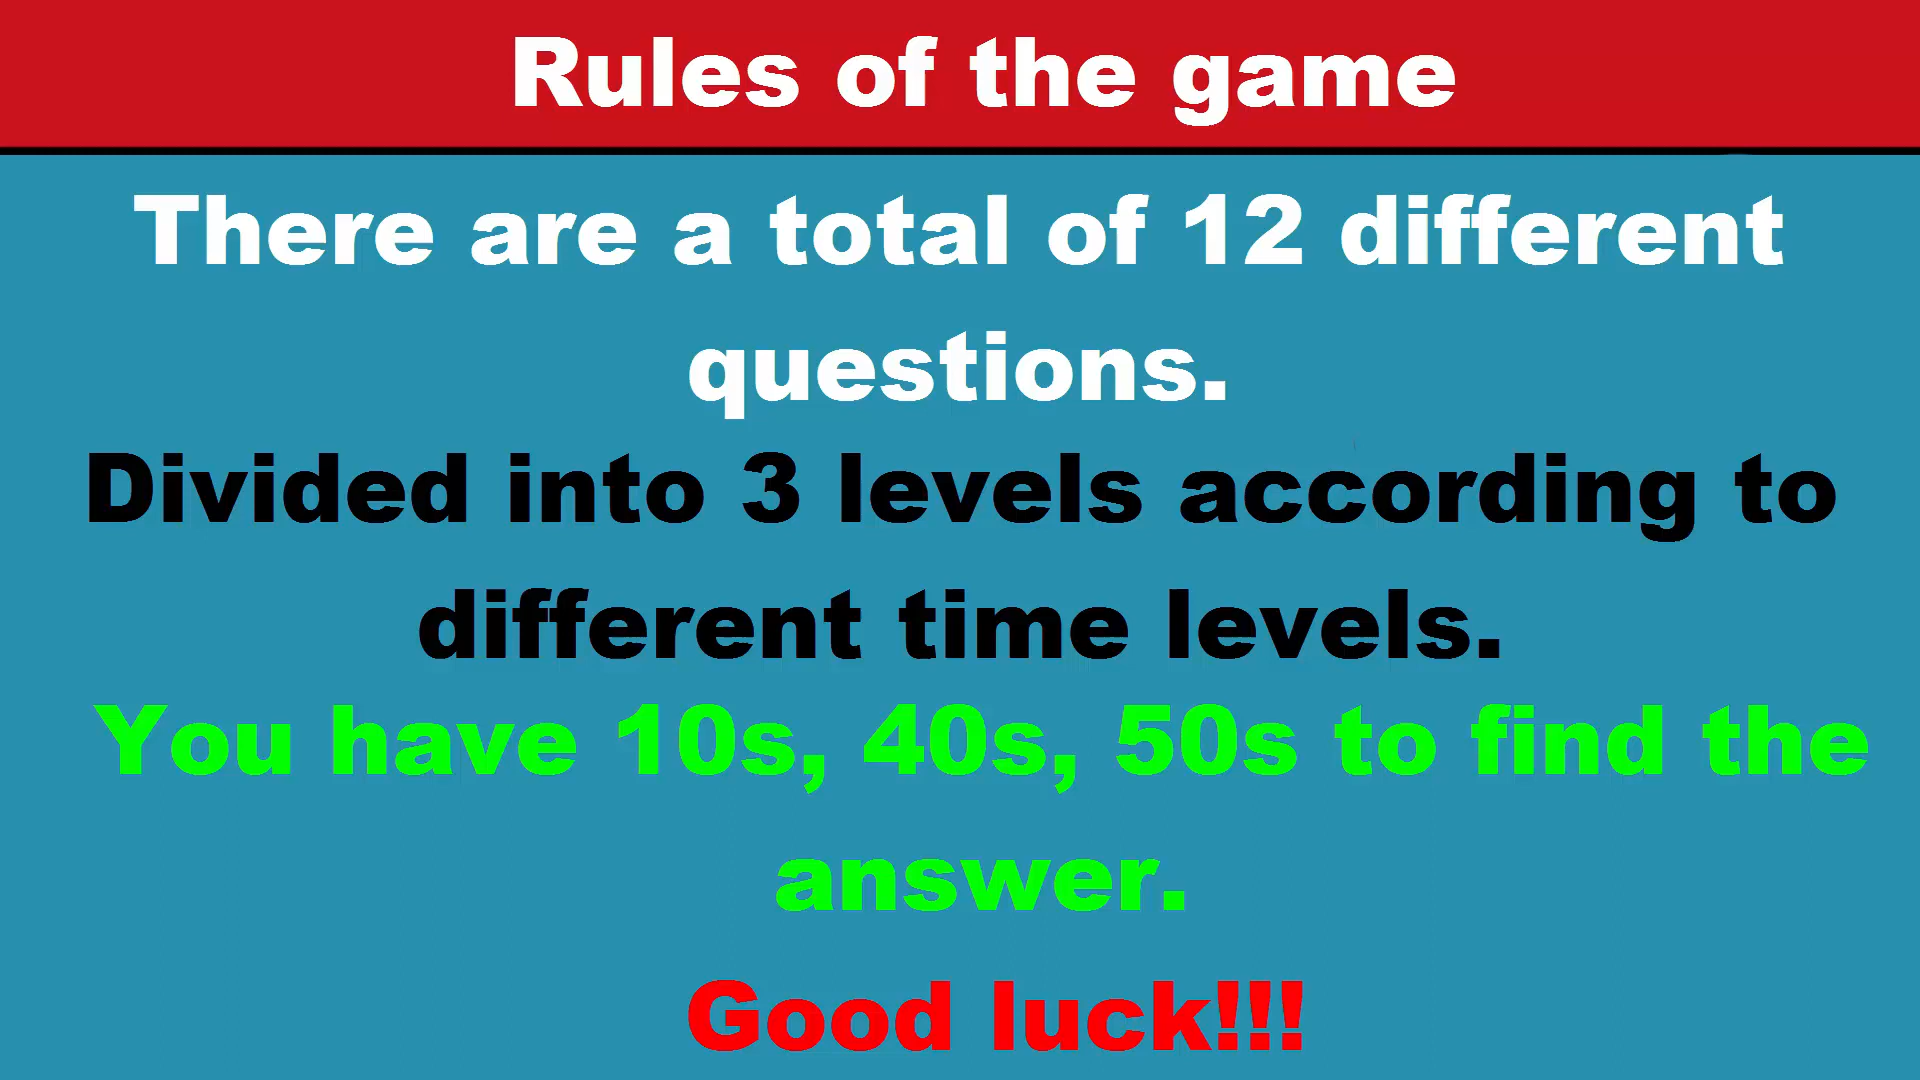 Rules of the game
There are a total of 12 different
questions.
Divided into 3 levels according to
different time levels.
You have 10s, 40s, 50s to find the
answer.
Good luck!!!